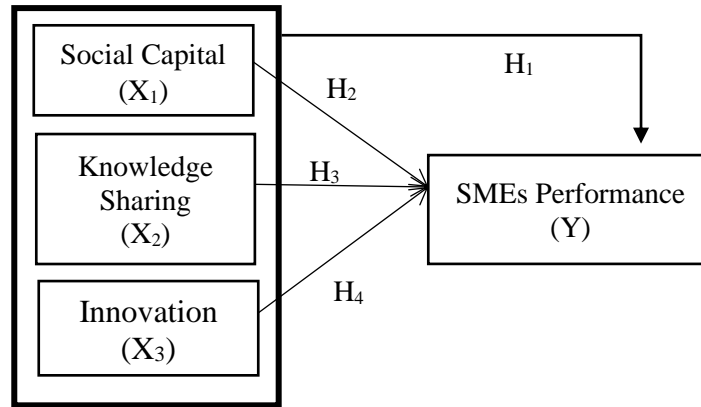 Social Capital
(X₁)
H₁
H₂
Knowledge
Sharing
(X₂)
H₃
SMEs Performance
(Y)
H₄
Innovation
(X₃)